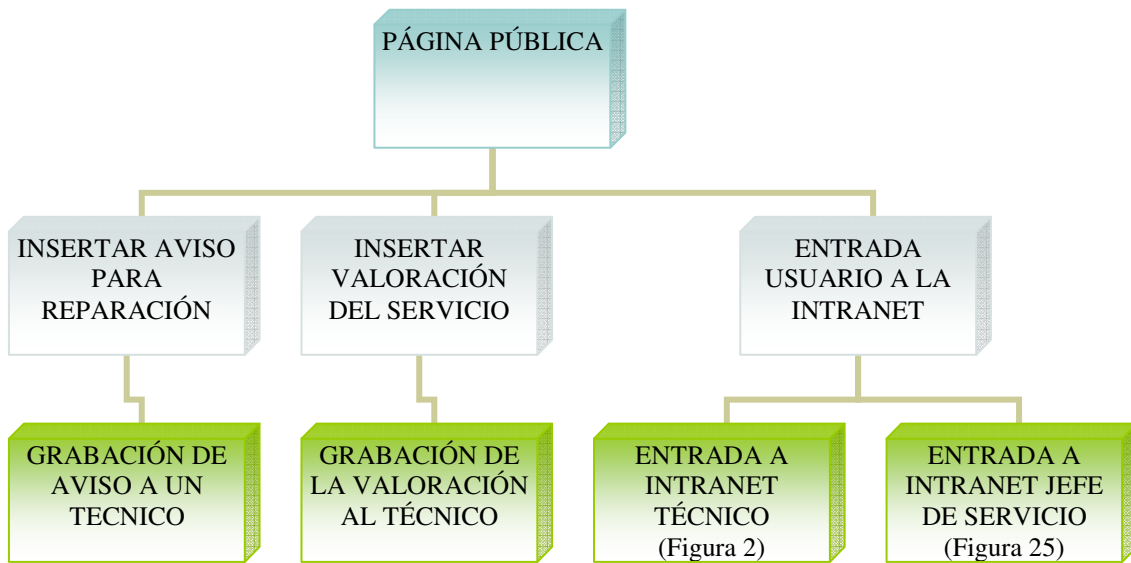 PÁGINA PÚBLICA
INSERTAR AVISO
PARA
REPARACIÓN
INSERTAR
VALORACIÓN
DEL SERVICIO
ENTRADA
USUARIO A LA
INTRANET
GRABACIÓN DE
AVISO A UN
TECNICO
GRABACIÓN DE
LA VALORACIÓN
AL TÉCNICO
ENTRADA A
INTRANET
TÉCNICO
(Figura 2)
ENTRADA A
INTRANET JEFE
DE SERVICIO
(Figura 25)